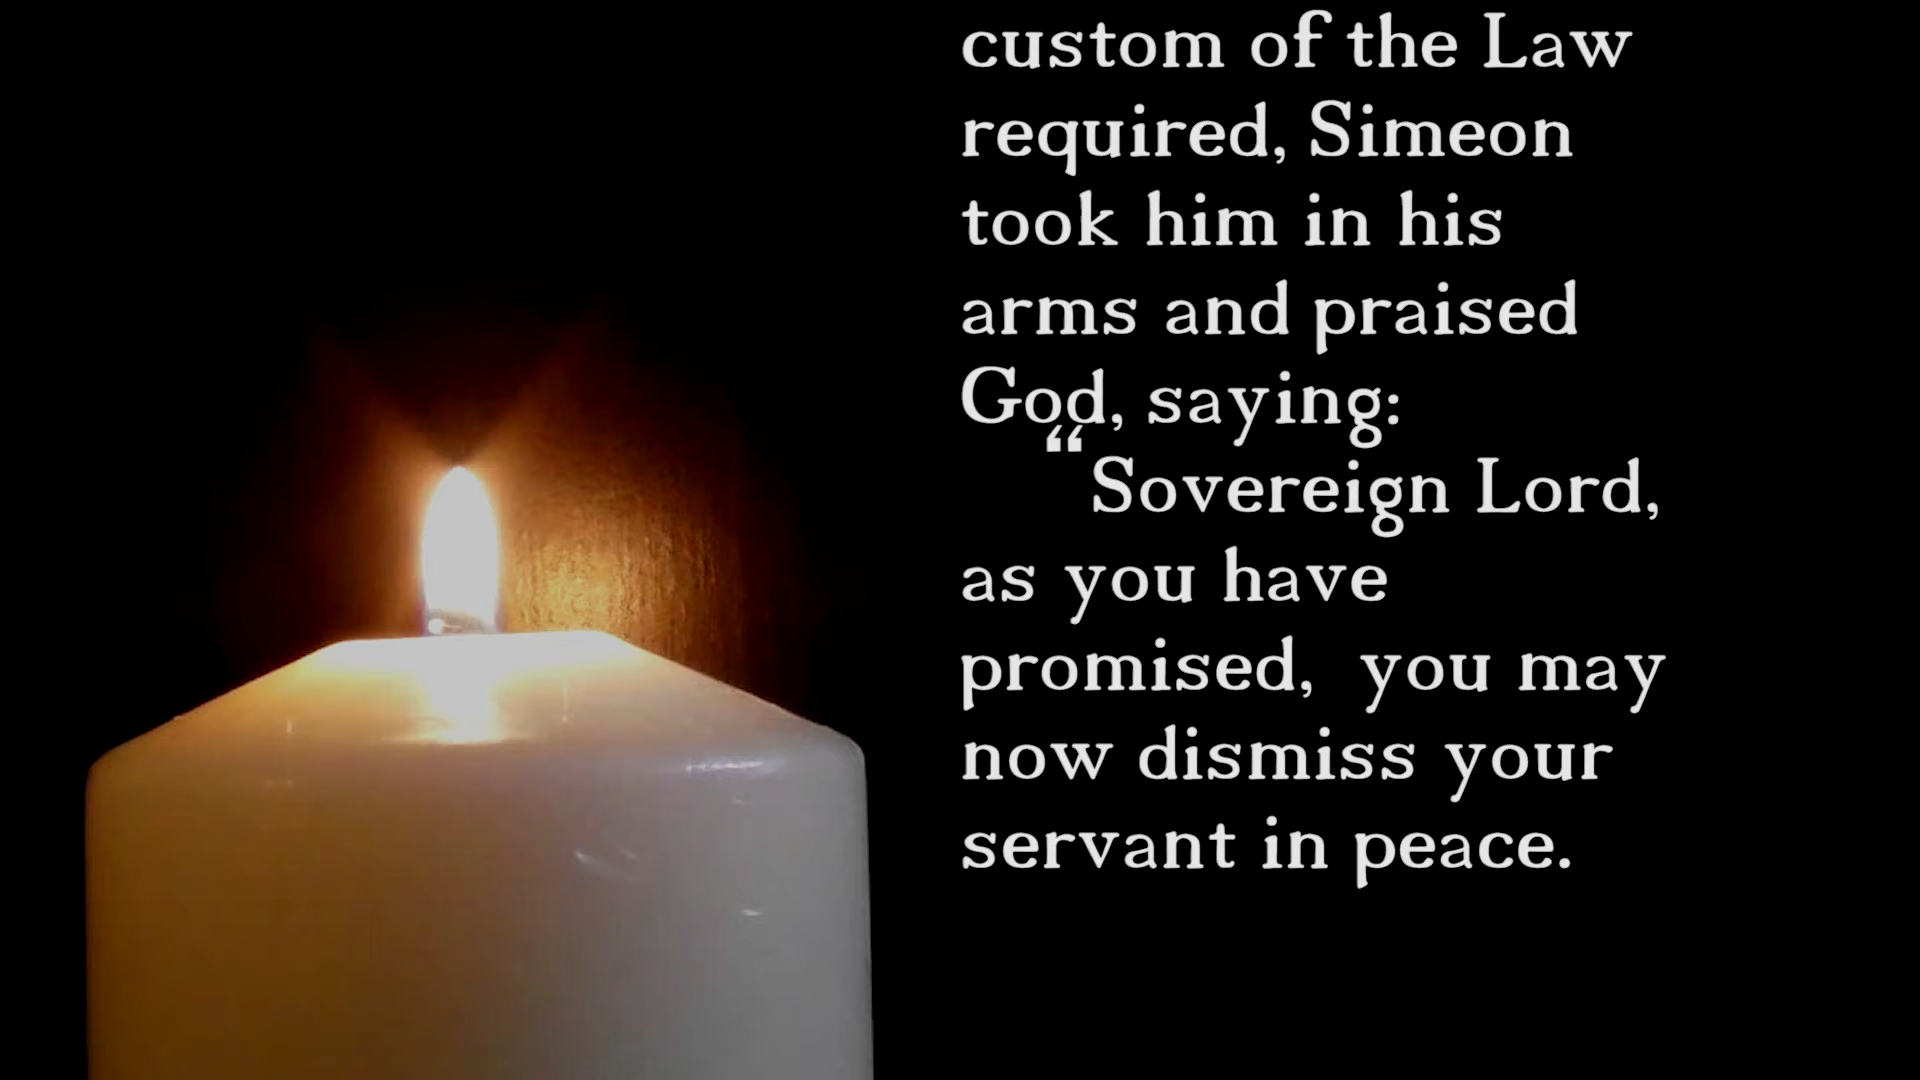 custom of the Law
required, Simeon
took him in his
arms and praised
God, saying:
“Sovereign Lord,
as you have
promised,  you may
now dismiss your
servant in peace.